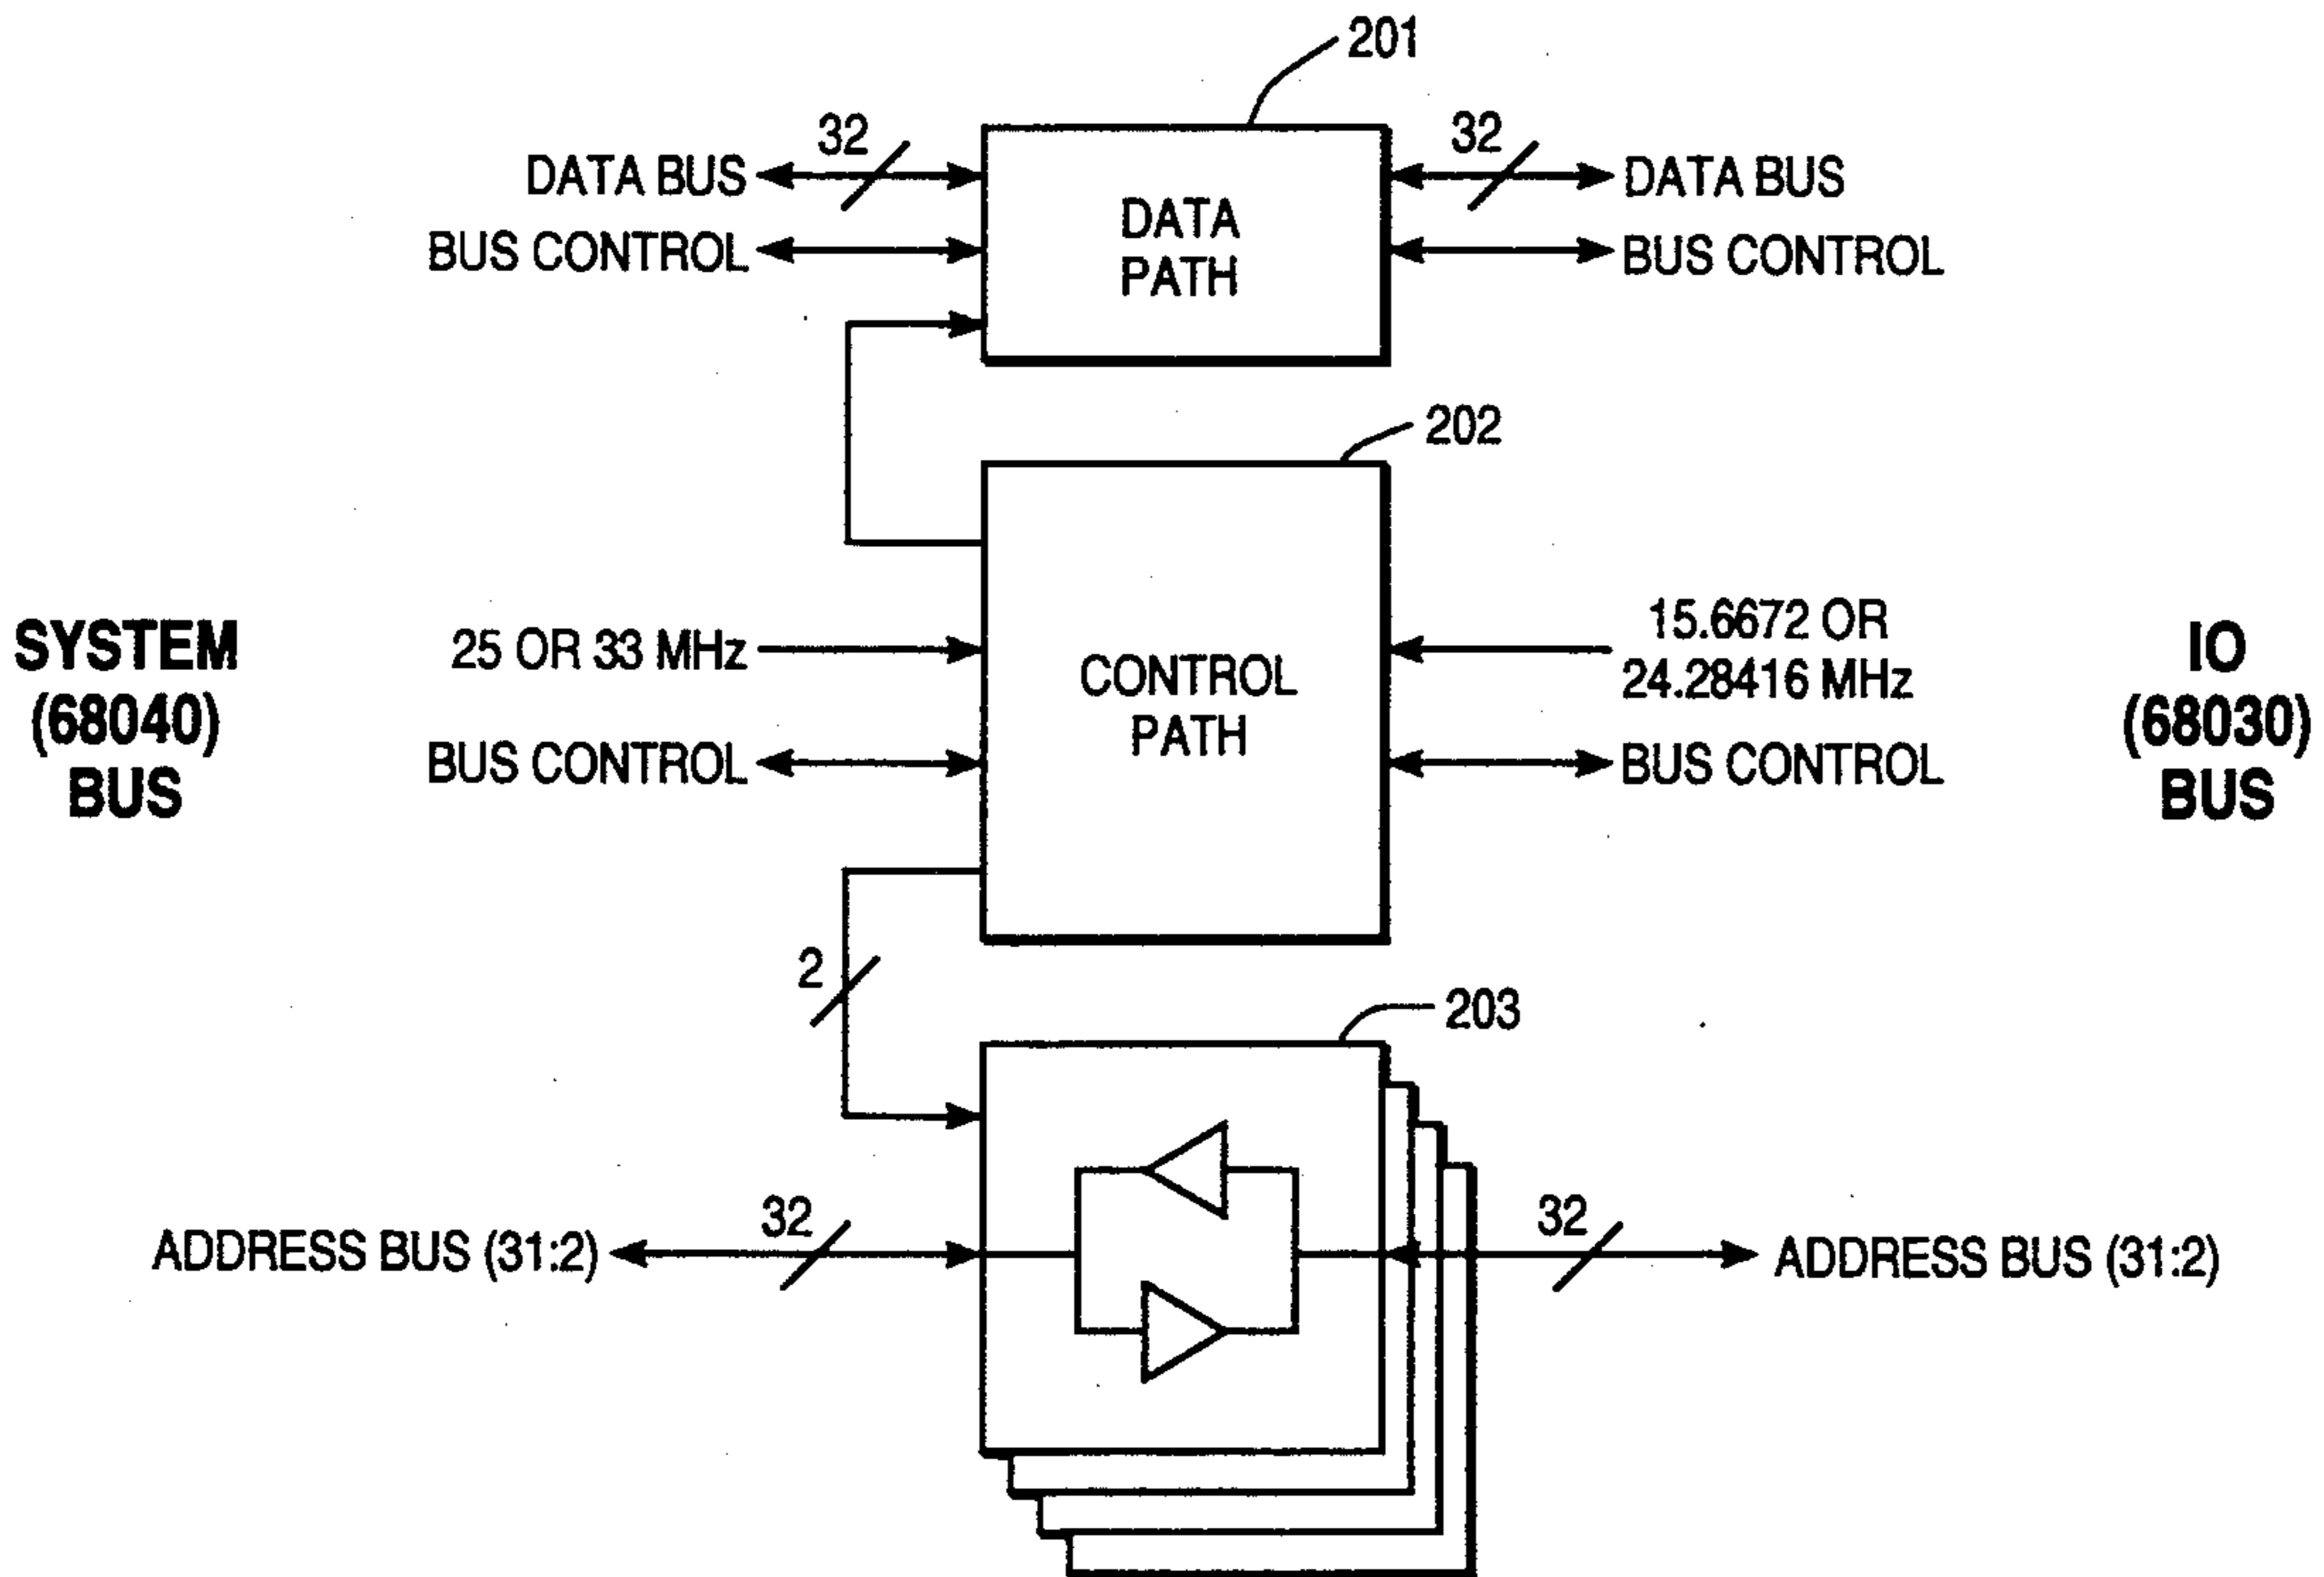 201
32
32
DATA BUS
DATA BUS
DATA
PATH
BUS CONTROL
BUS CONTROL
202
25 OR 33 MHz
15.6672 OR
24.28416 MHz
CONTROL
PATH
SYSTEM
(68040)
BUS
IO
(68030)
BUS
BUS CONTROL
BUS CONTROL
2
203
32
32
ADDRESS BUS (31:2)
ADDRESS BUS (31:2)